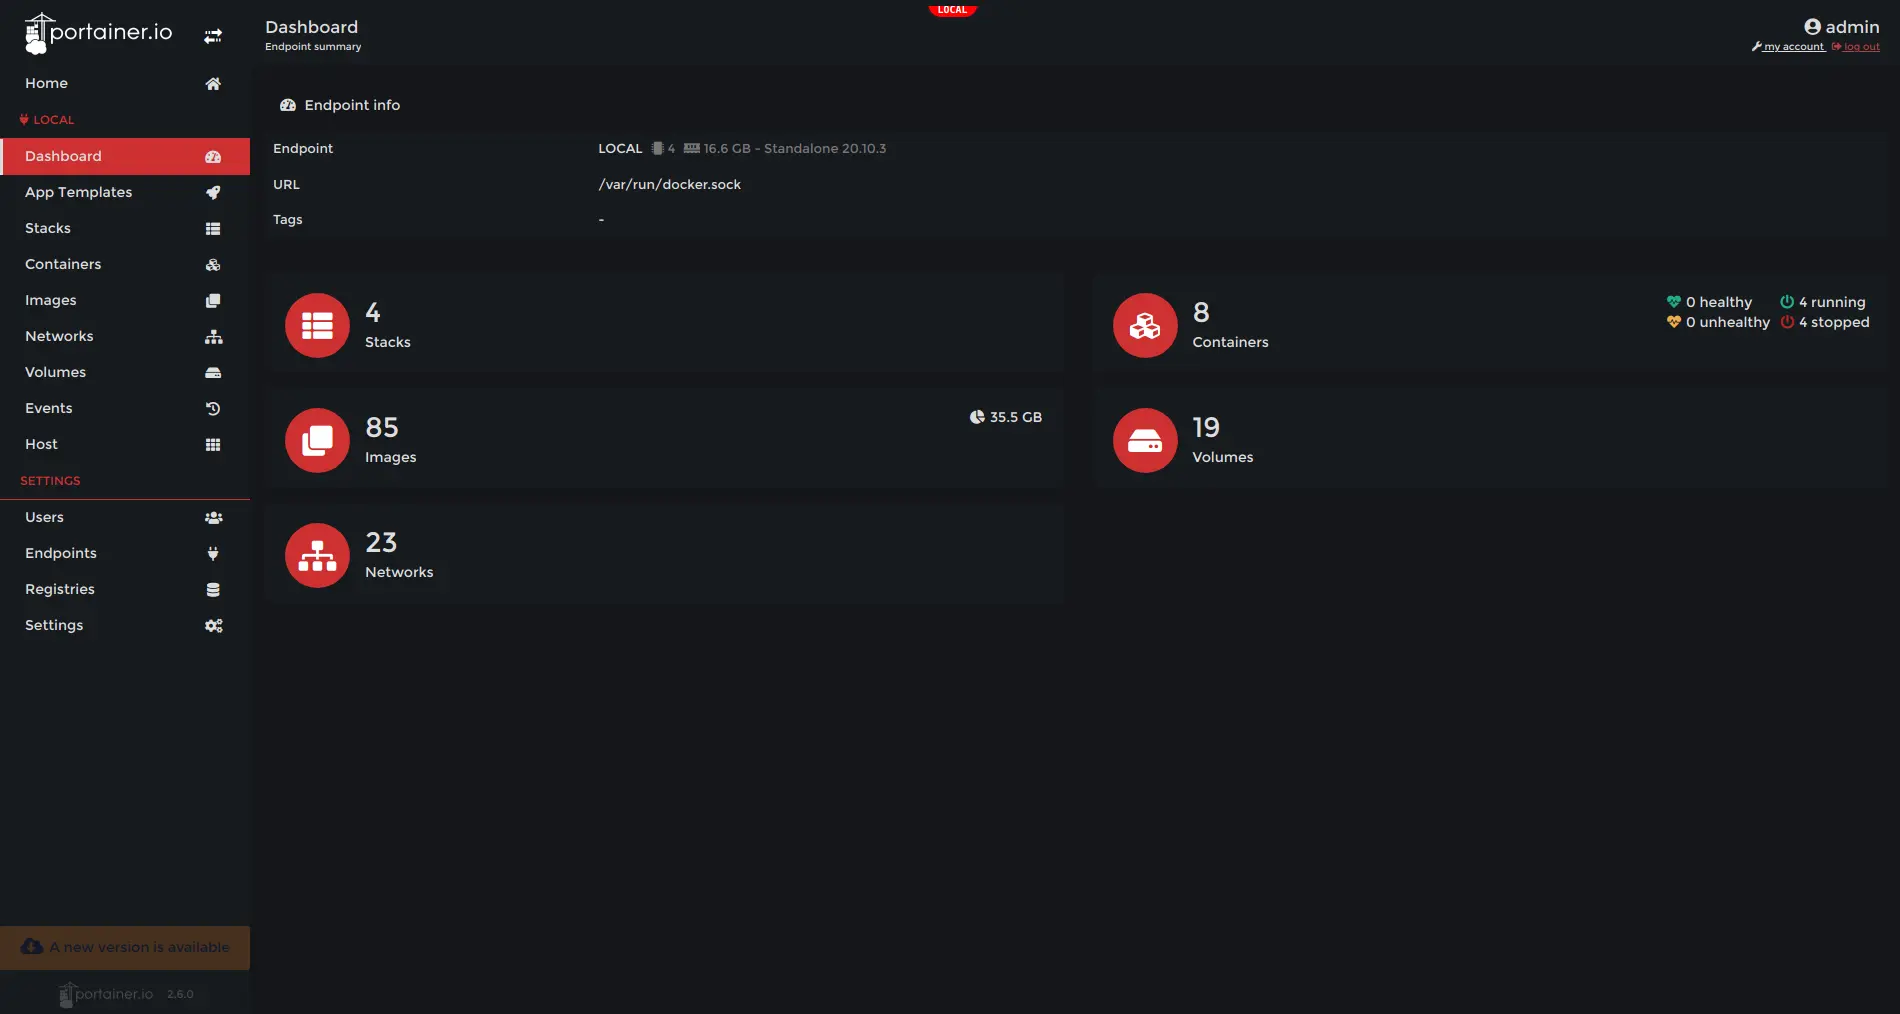 portainer.io
Home
LOCAL
Dashboard
App Templates
Stacks
Containers
Images
Networks
Volumes
Events
Host
SETTINGS
Users
Endpoints
Registries
Settings
A new version is available
portainer.io 2.6.0
LOCAL
Dashboard
Endpoint summary
admin
my account log out
Endpoint info
Endpoint LOCAL 4 16.6 GB - Standalone 20.10.3
URL /var/run/docker.sock
Tags -
4
Stacks
8
Containers
0 healthy 4 running
0 unhealthy 4 stopped
85
Images
35.5 GB
19
Volumes
23
Networks